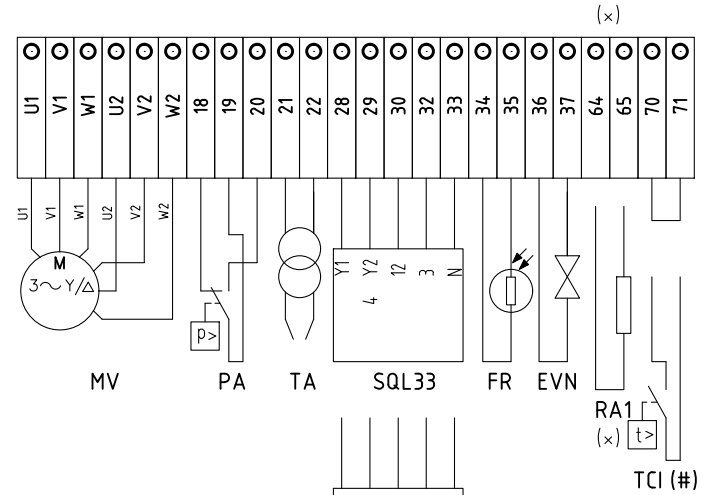 (x)
U1 V1 W1 U2 V2 W2 18 19 20 21 22 28 29 30 32 33 34 35 36 37 64 65 70 71
U1 V1 W1 U2 V2 W2
M
3~ Y/△
p>
Y1 Y2 12 3 N
4
MV PA TA SQL33 FR EVN
RA1
(x)
t>
TCI (#)